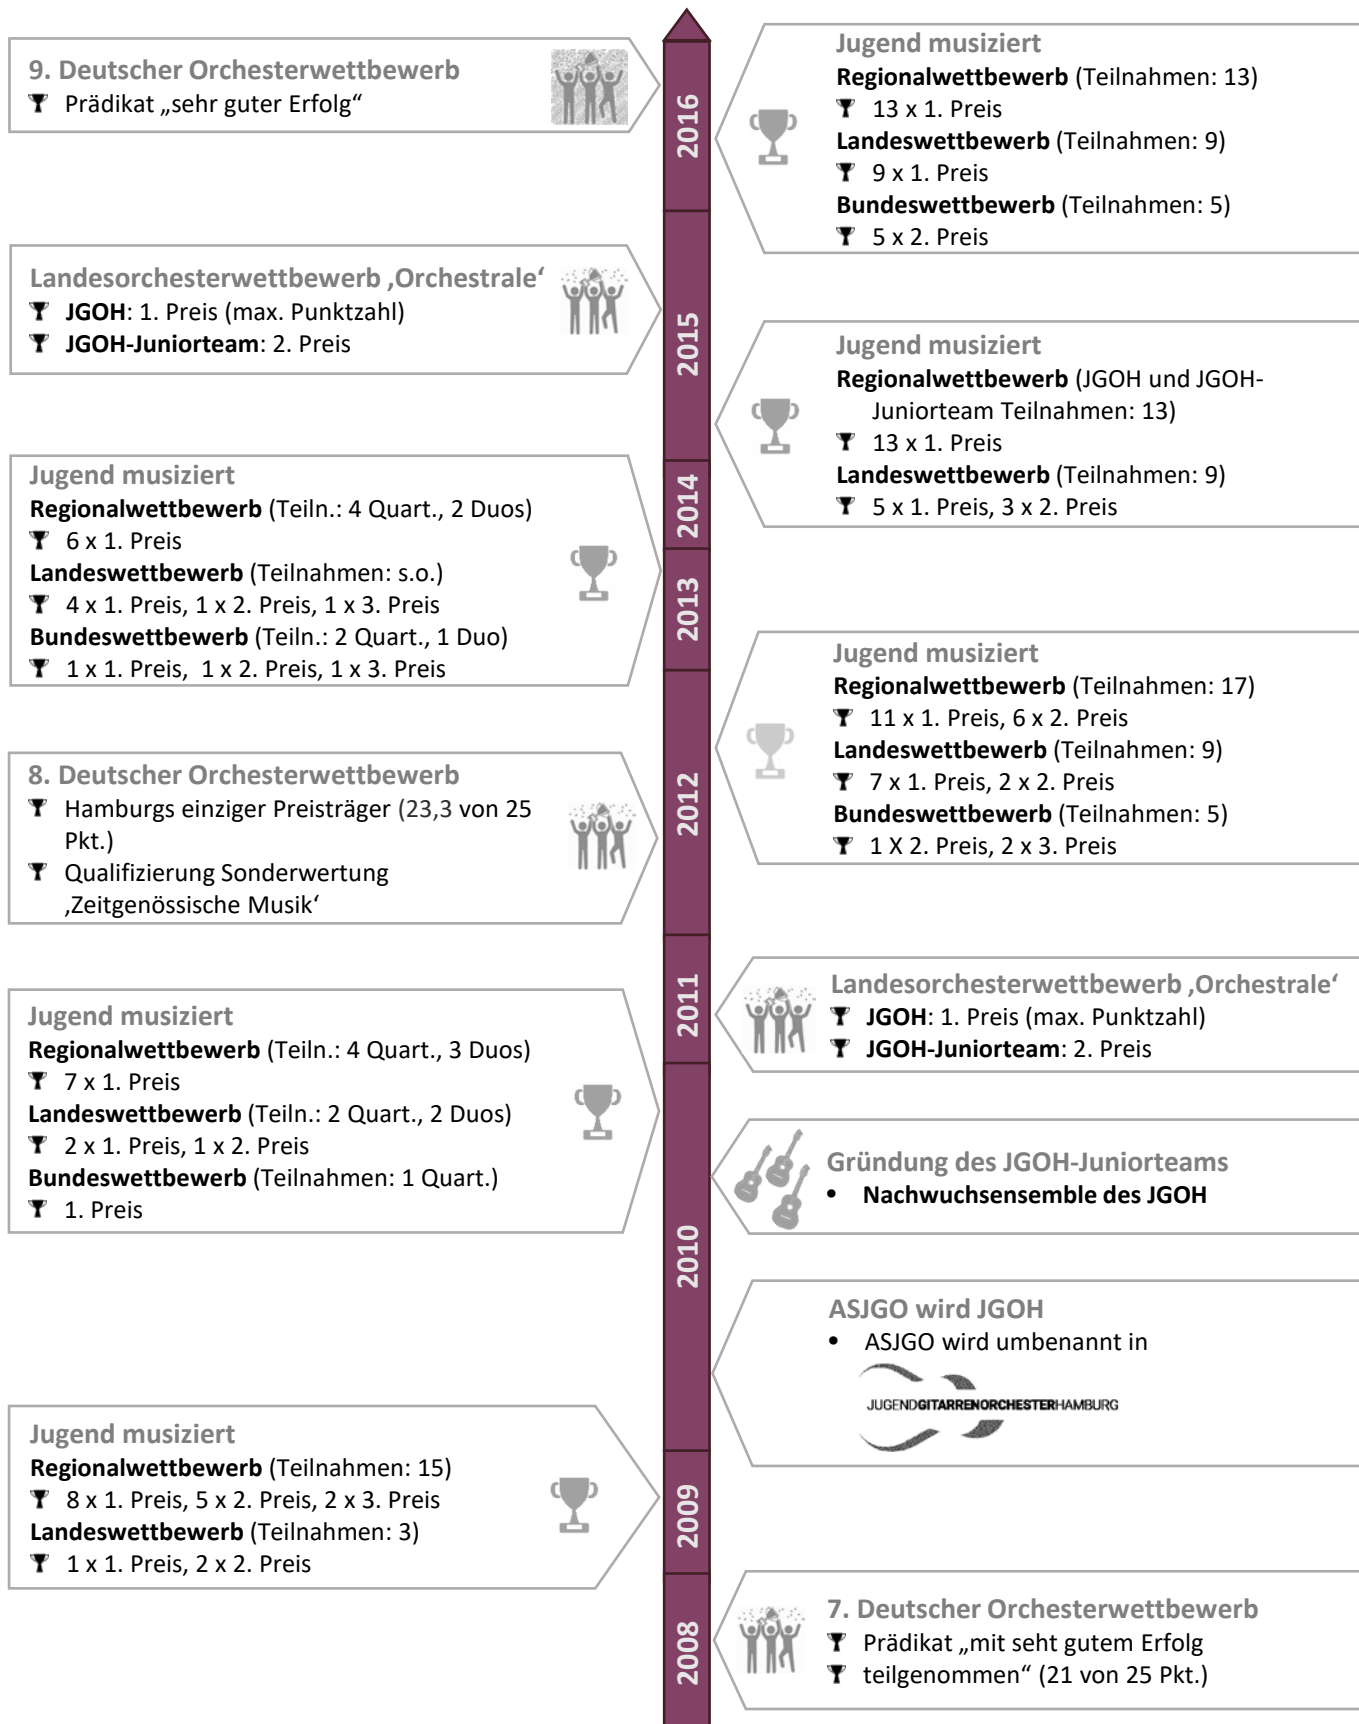 9. Deutscher Orchesterwettbewerb
Prädikat „sehr guter Erfolg“
Landesorchesterwettbewerb ‚Orchestrale‘
JGOH: 1. Preis (max. Punktzahl)
JGOH-Juniorteam: 2. Preis
Jugend musiziert
Regionalwettbewerb (Teiln.: 4 Quart., 2 Duos)
6 x 1. Preis
Landeswettbewerb (Teilnahmen: s.o.)
4 x 1. Preis, 1 x 2. Preis, 1 x 3. Preis
Bundeswettbewerb (Teiln.: 2 Quart., 1 Duo)
1 x 1. Preis, 1 x 2. Preis, 1 x 3. Preis
8. Deutscher Orchesterwettbewerb
Hamburgs einziger Preisträger (23,3 von 25
Pkt.)
Qualifizierung Sonderwertung
‚Zeitgenössische Musik‘
Jugend musiziert
Regionalwettbewerb (Teiln.: 4 Quart., 3 Duos)
7 x 1. Preis
Landeswettbewerb (Teiln.: 2 Quart., 2 Duos)
2 x 1. Preis, 1 x 2. Preis
Bundeswettbewerb (Teilnahmen: 1 Quart.)
1. Preis
Jugend musiziert
Regionalwettbewerb (Teilnahmen: 15)
8 x 1. Preis, 5 x 2. Preis, 2 x 3. Preis
Landeswettbewerb (Teilnahmen: 3)
1 x 1. Preis, 2 x 2. Preis
2016
2015
2014
2013
2012
2011
2010
2009
2008
Jugend musiziert
Regionalwettbewerb (Teilnahmen: 13)
13 x 1. Preis
Landeswettbewerb (Teilnahmen: 9)
9 x 1. Preis
Bundeswettbewerb (Teilnahmen: 5)
5 x 2. Preis
Jugend musiziert
Regionalwettbewerb (JGOH und JGOH-
Juniorteam Teilnahmen: 13)
13 x 1. Preis
Landeswettbewerb (Teilnahmen: 9)
5 x 1. Preis, 3 x 2. Preis
Jugend musiziert
Regionalwettbewerb (Teilnahmen: 17)
11 x 1. Preis, 6 x 2. Preis
Landeswettbewerb (Teilnahmen: 9)
7 x 1. Preis, 2 x 2. Preis
Bundeswettbewerb (Teilnahmen: 5)
1 X 2. Preis, 2 x 3. Preis
Landesorchesterwettbewerb ‚Orchestrale‘
JGOH: 1. Preis (max. Punktzahl)
JGOH-Juniorteam: 2. Preis
Gründung des JGOH-Juniorteams
• Nachwuchsensemble des JGOH
ASJGO wird JGOH
• ASJGO wird umbenannt in
JUGENDGITARRENORCHESTERHAMBURG
7. Deutscher Orchesterwettbewerb
Prädikat „mit seht gutem Erfolg
teilgenommen“ (21 von 25 Pkt.)